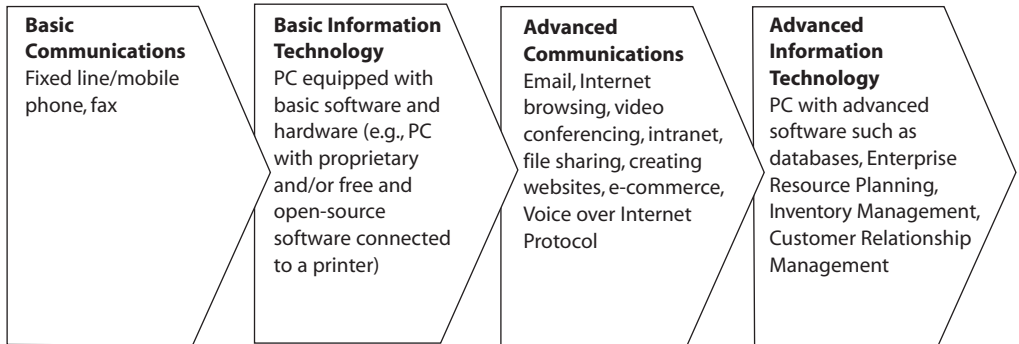 Basic
Communications
Fixed line/mobile
phone, fax
Basic Information
Technology
PC equipped with
basic software and
hardware (e.g., PC
with proprietary
and/or free and
open-source
software connected
to a printer)
Advanced
Communications
Email, Internet
browsing, video
conferencing, intranet,
file sharing, creating
websites, e-commerce,
Voice over Internet
Protocol
Advanced
Information
Technology
PC with advanced
software such as
databases, Enterprise
Resource Planning,
Inventory Management,
Customer Relationship
Management